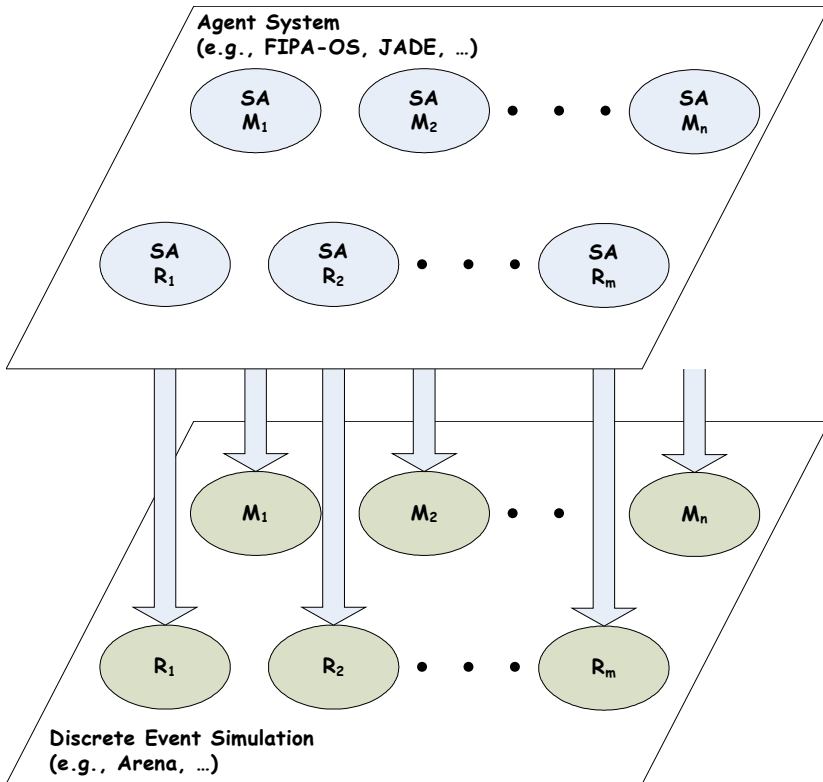 Agent System
(e.g., FIPA-OS, JADE, …)
SA
M₁
SA
M₂
• • •
SA
Mₙ
SA
R₁
SA
R₂
• • •
SA
Rₘ
M₁
M₂
• •
Mₙ
R₁
R₂
• • •
Rₘ
Discrete Event Simulation
(e.g., Arena, …)